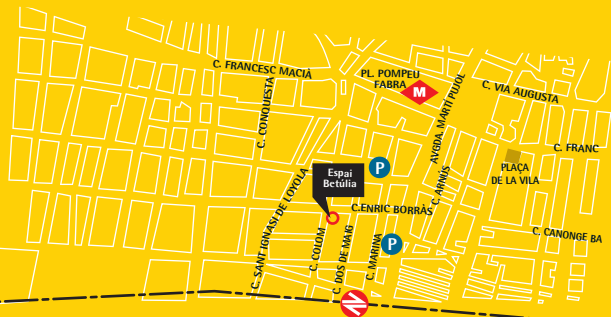 C. FRANCESC MACIÀ
PL. POMPEU
FABRA
M
C. VIA AUGUSTA
C. CONQUESTA
AVGDA. MARTÍ PUJOL
C. FRANC
P
PLAÇA
DE LA VILA
Espai
Betúlia
C. SANT IGNASI DE LOYOLA
C. ARNÚS
C.ENRIC BORRÀS
C. COLOM
C. DOS DE MAIG
C. MARINA
P
C. CANONGE BA